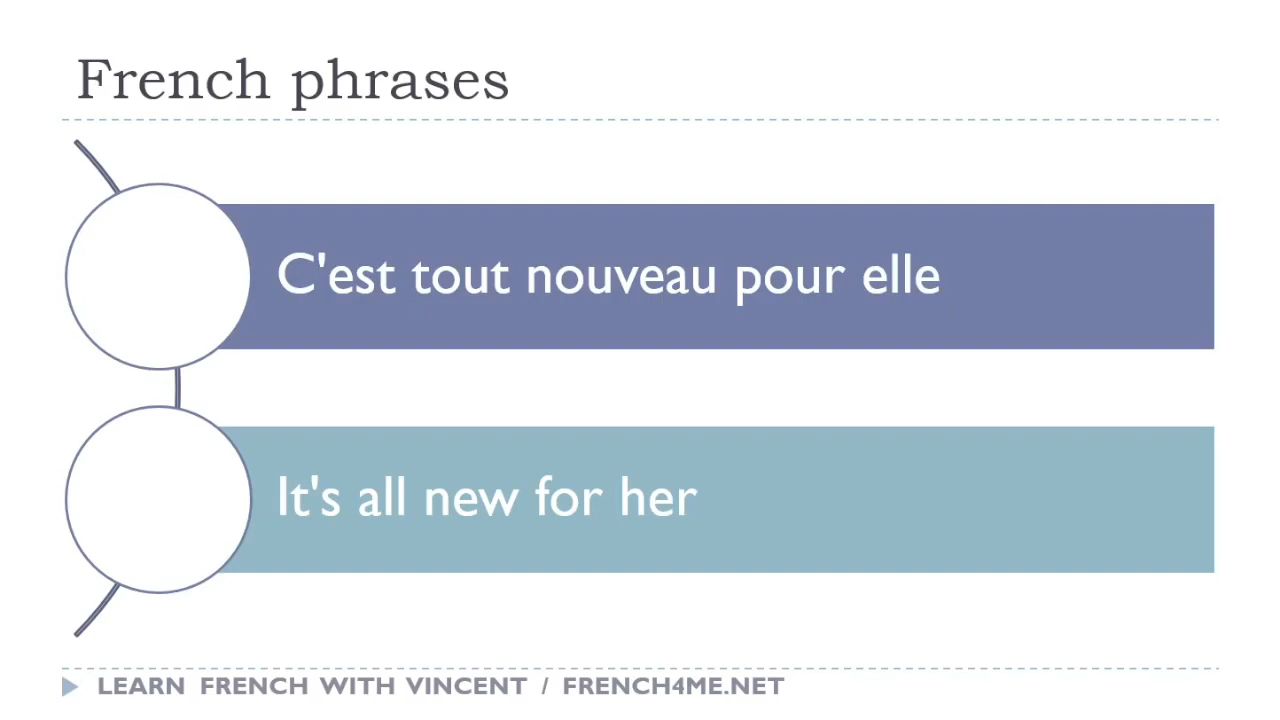 French phrases
C'est tout nouveau pour elle
It's all new for her
LEARN FRENCH WITH VINCENT / FRENCH4ME.NET